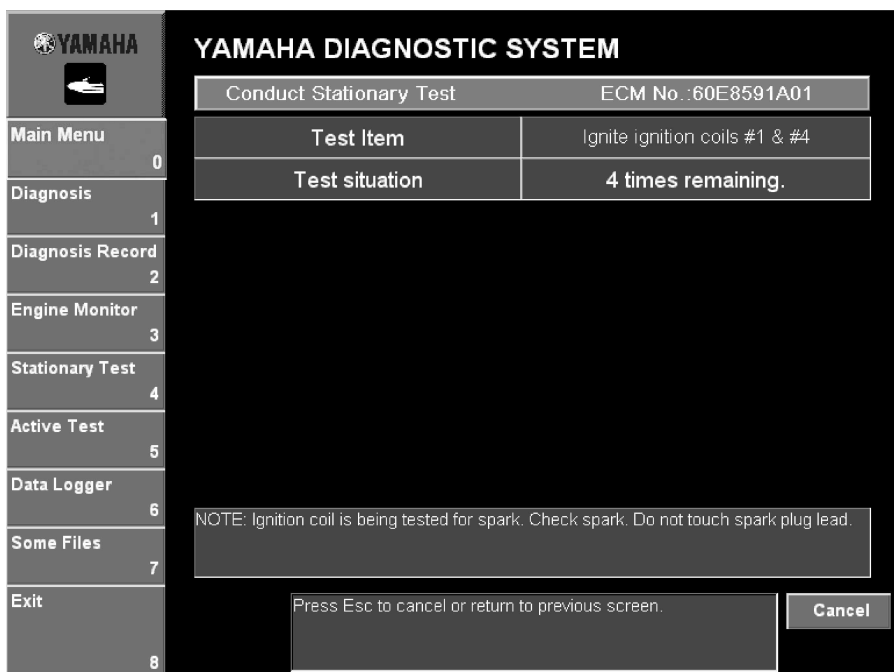 YAMAHA
YAMAHA DIAGNOSTIC SYSTEM
Conduct Stationary Test ECM No.:60E8591A01
Test Item Ignite ignition coils #1 & #4
Test situation 4 times remaining.
Main Menu
0
Diagnosis
1
Diagnosis Record
2
Engine Monitor
3
Stationary Test
4
Active Test
5
Data Logger
6
Some Files
7
Exit
8
NOTE: Ignition coil is being tested for spark. Check spark. Do not touch spark plug lead.
Press Esc to cancel or return to previous screen.
Cancel